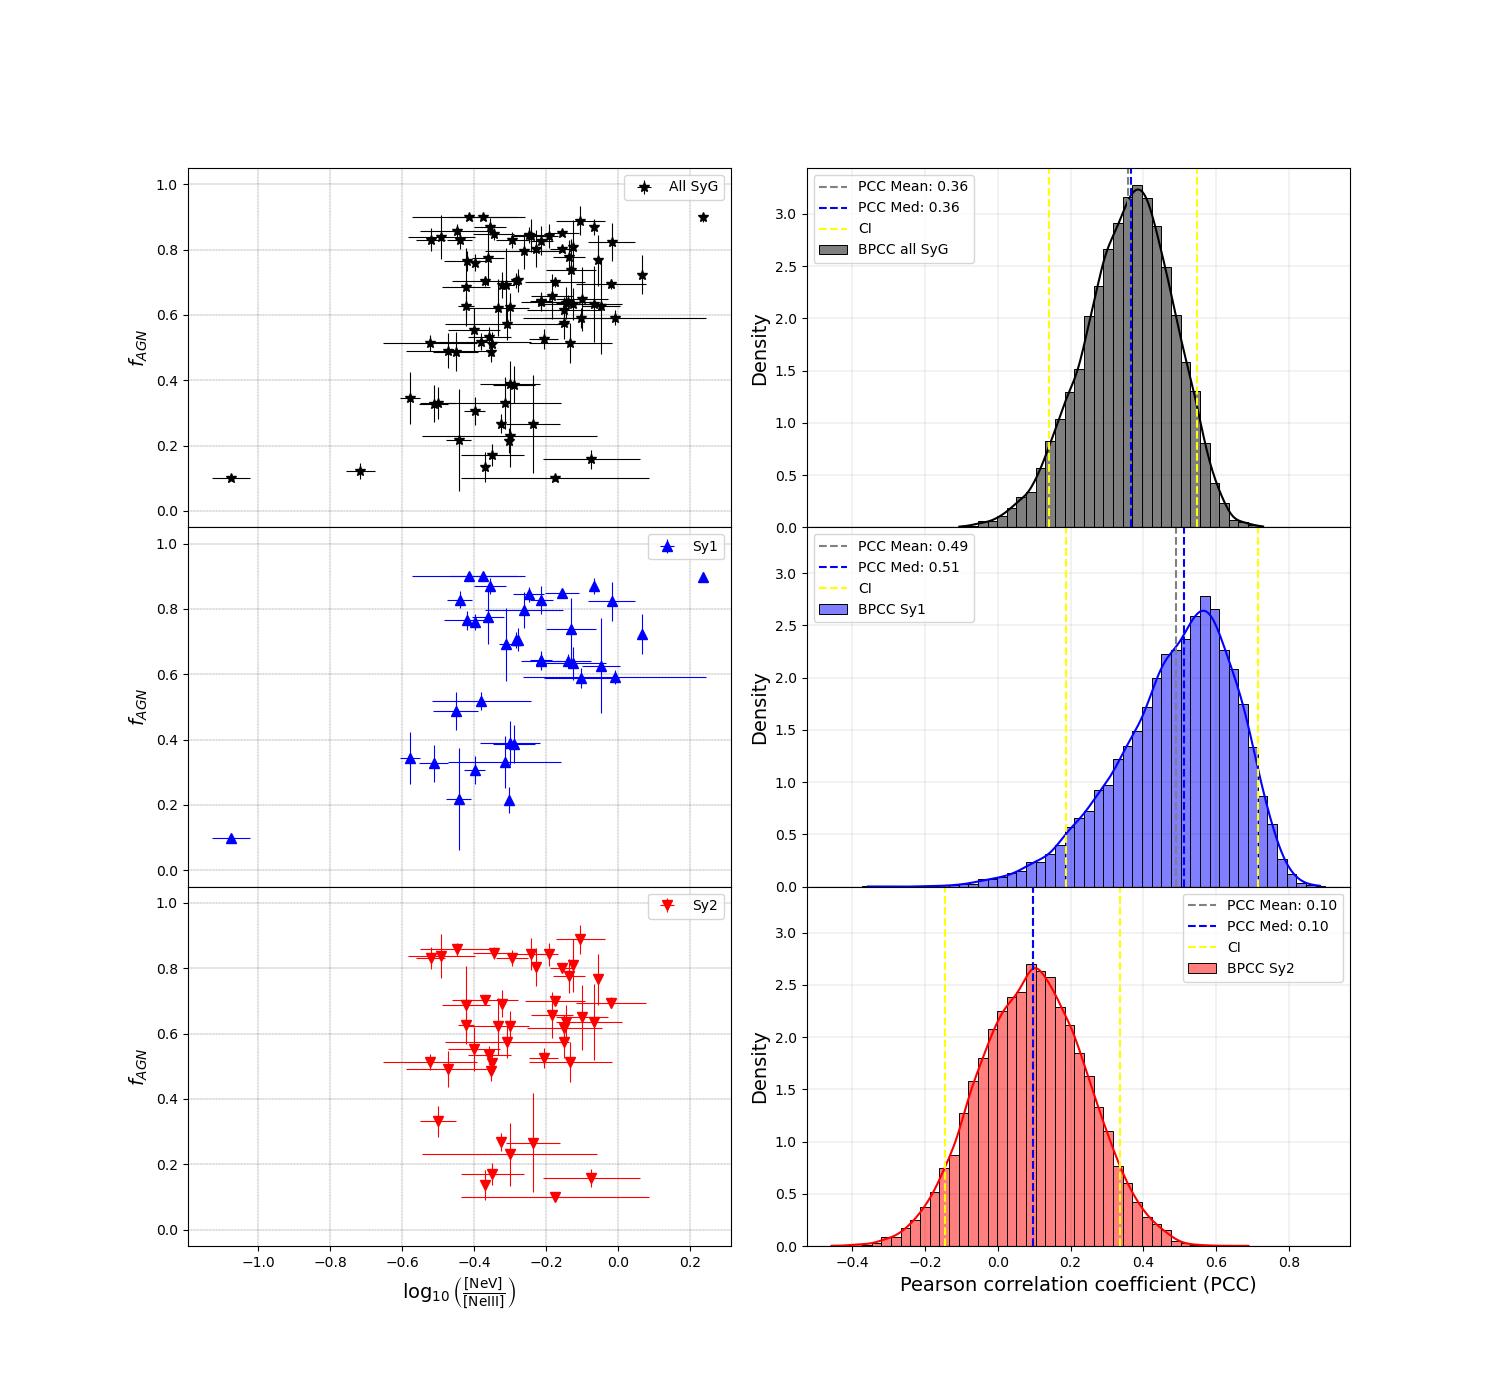 All SyG
1.0
0.8
0.6
0.4
0.2
0.0
f_AGN
Sy1
1.0
0.8
0.6
0.4
0.2
0.0
f_AGN
Sy2
1.0
0.8
0.6
0.4
0.2
0.0
f_AGN
−1.0 −0.8 −0.6 −0.4 −0.2 0.0 0.2
log10 ([NeV]/[NeIII])
PCC Mean: 0.36
PCC Med: 0.36
CI
BPCC all SyG
3.0
2.5
2.0
1.5
1.0
0.5
0.0
Density
PCC Mean: 0.49
PCC Med: 0.51
CI
BPCC Sy1
3.0
2.5
2.0
1.5
1.0
0.5
0.0
Density
PCC Mean: 0.10
PCC Med: 0.10
CI
BPCC Sy2
3.0
2.5
2.0
1.5
1.0
0.5
0.0
Density
−0.4 −0.2 0.0 0.2 0.4 0.6 0.8
Pearson correlation coefficient (PCC)